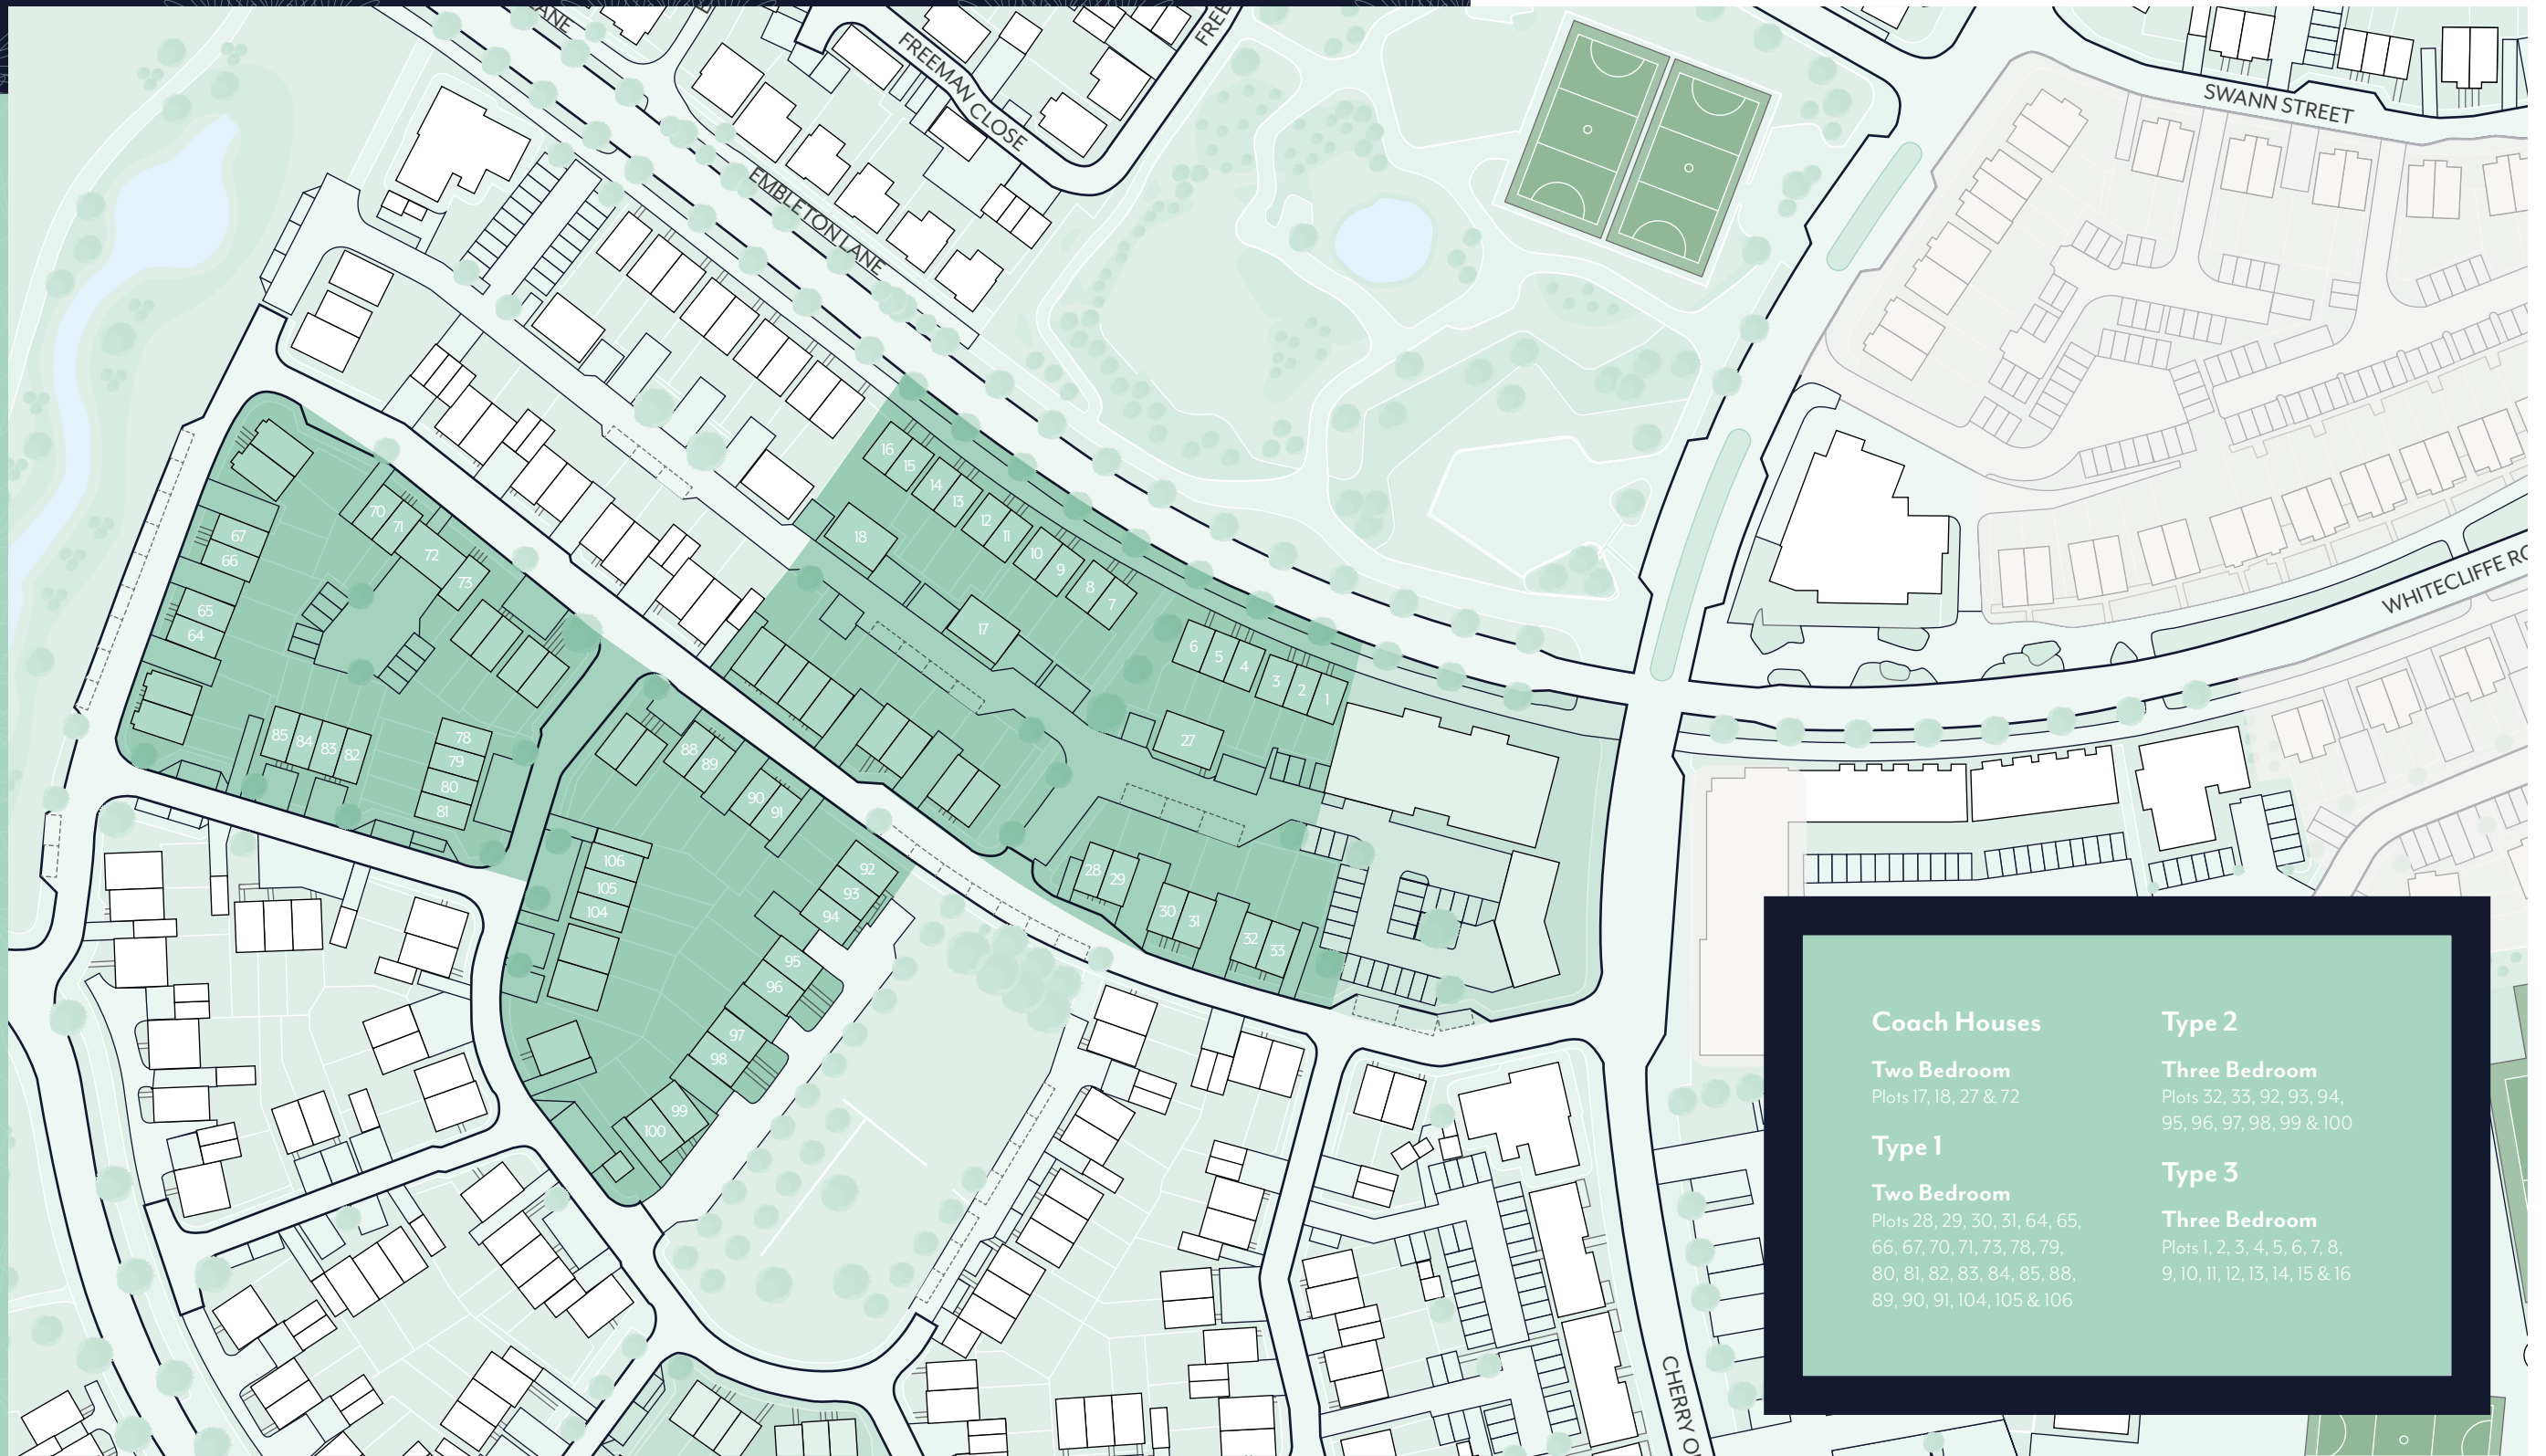 ANE
FREEMAN CLOSE
FREE
EMBLETON LANE
SWANN STREET
WHITECLIFFE RO
CHERRY O
16
15
14
13
12
11
10
9
8
7
18
17
6
5
4
3
2
1
27
28
29
30
31
32
33
70
71
72
73
67
66
65
64
85
84
83
82
78
79
80
81
88
89
90
91
92
93
94
95
96
97
98
99
100
106
105
104
Coach Houses
Two Bedroom
Plots 17, 18, 27 & 72
Type 1
Two Bedroom
Plots 28, 29, 30, 31, 64, 65,
66, 67, 70, 71, 73, 78, 79,
80, 81, 82, 83, 84, 85, 88,
89, 90, 91, 104, 105 & 106
Type 2
Three Bedroom
Plots 32, 33, 92, 93, 94,
95, 96, 97, 98, 99 & 100
Type 3
Three Bedroom
Plots 1, 2, 3, 4, 5, 6, 7, 8,
9, 10, 11, 12, 13, 14, 15 & 16